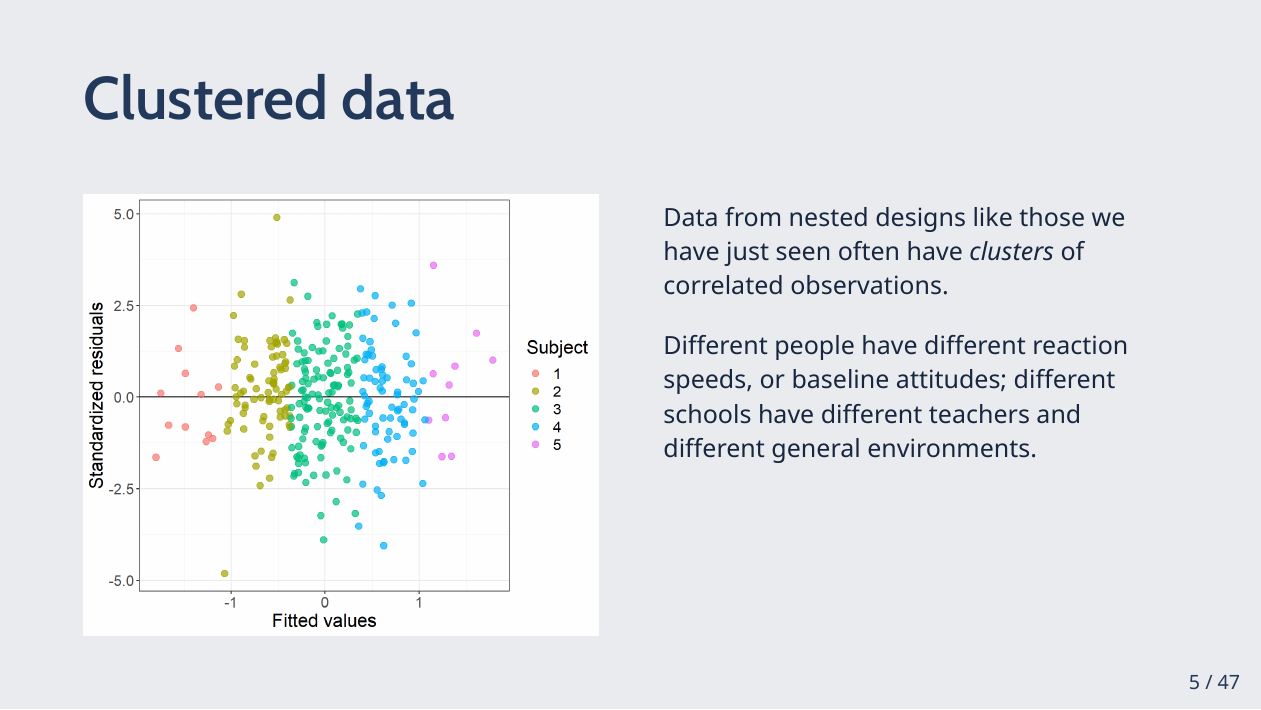 Clustered data
5.0
2.5
0.0
-2.5
-5.0
Standardized residuals
-1
0
1
Fitted values
Subject
1
2
3
4
5
Data from nested designs like those we
have just seen often have clusters of
correlated observations.
Different people have different reaction
speeds, or baseline attitudes; different
schools have different teachers and
different general environments.
5 / 47